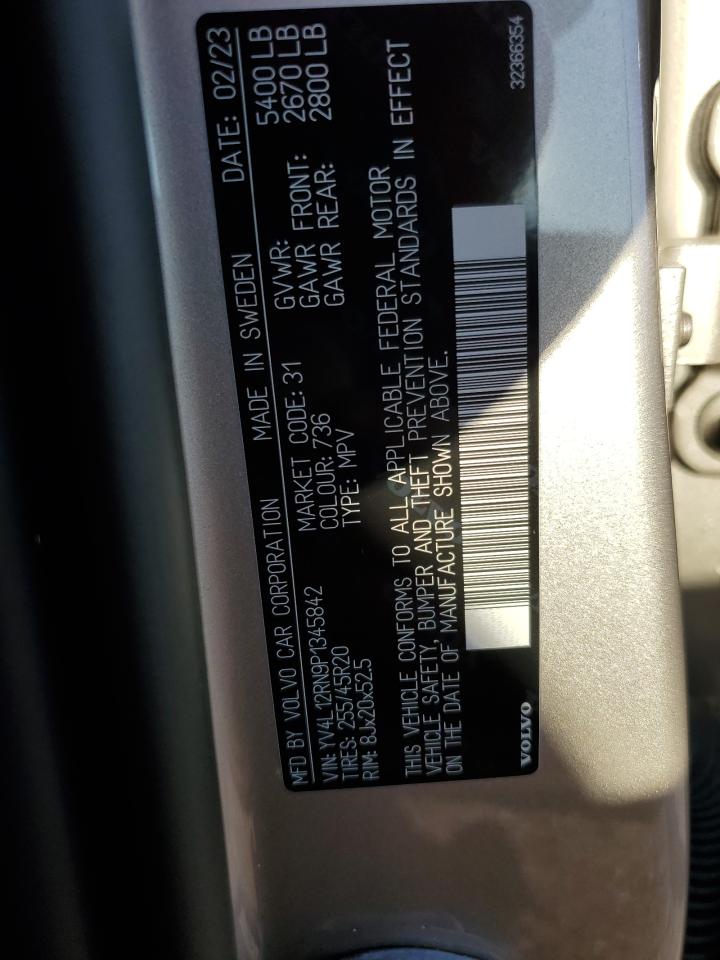 MFD BY VOLVO CAR CORPORATION MADE IN SWEDEN DATE: 02/23
VIN: YV4L12RN9P1345842 MARKET CODE: 31 GVWR: 5400 LB
TIRES: 255/45R20 COLOUR: 736 GAWR FRONT: 2670 LB
RIM: 8Jx20x52.5 TYPE: MPV GAWR REAR: 2800 LB
THIS VEHICLE CONFORMS TO ALL APPLICABLE FEDERAL MOTOR
VEHICLE SAFETY, BUMPER AND THEFT PREVENTION STANDARDS IN EFFECT
ON THE DATE OF MANUFACTURE SHOWN ABOVE.
VOLVO 32366354